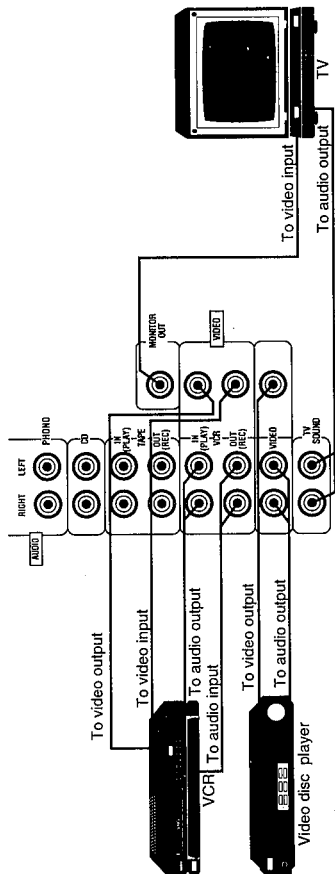 RIGHT LEFT
AUDIO
PHONO
CD
To video output
IN
(PLAY)
TAPE
OUT
(REC)
MONITOR
OUT
To video input
To audio output
To audio input
VCR
IN
(PLAY)
VCR
OUT
(REC)
VIDEO
To video output
To audio output
Video disc player
VIDEO
TV
SOUND
To video input
To audio output
TV